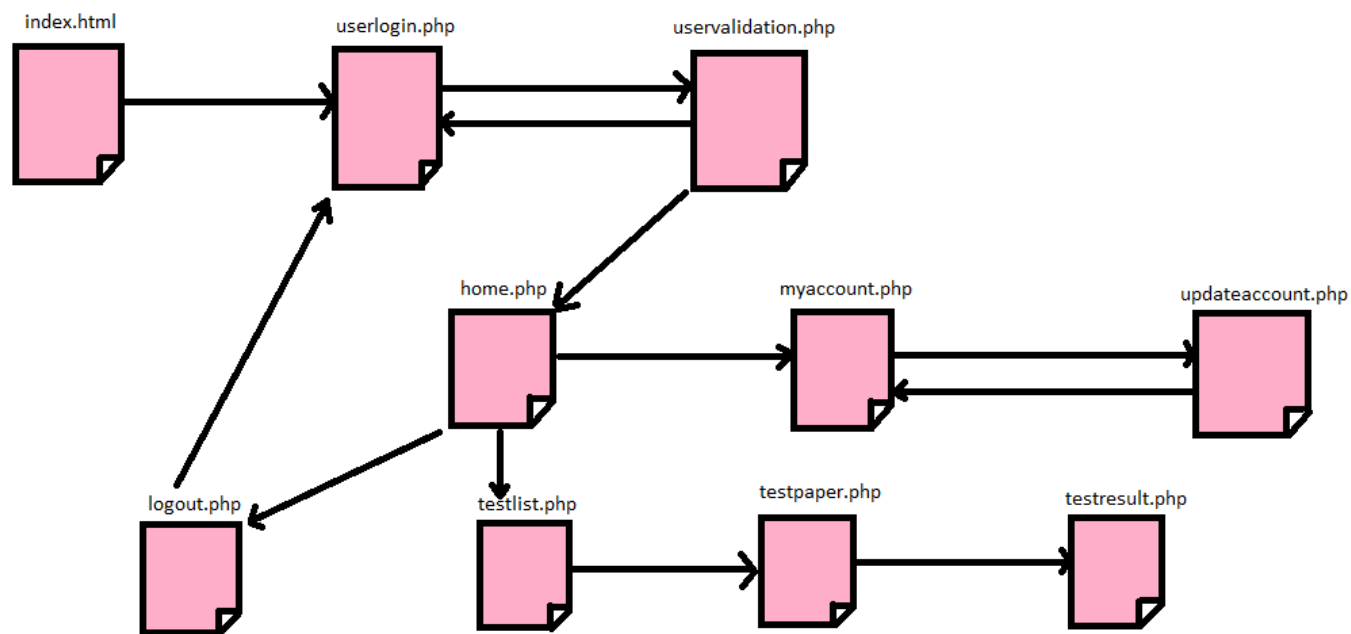 index.html
userlogin.php
uservalidation.php
home.php
myaccount.php
updateaccount.php
logout.php
testlist.php
testpaper.php
testresult.php